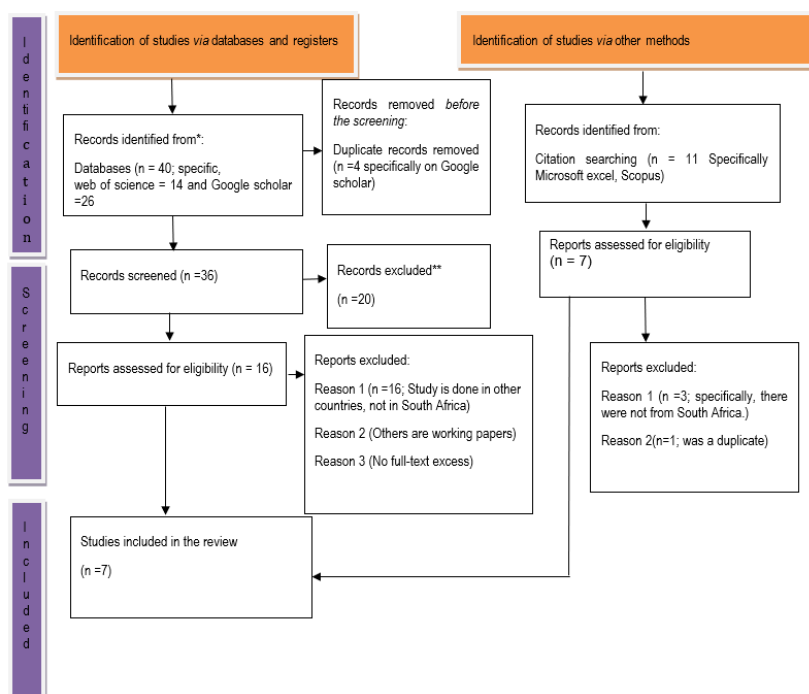 Identification of studies via databases and registers
Identification of studies via other methods
Identification
Records identified from*:
Databases (n = 40; specific,
web of science = 14 and Google scholar
=26
Records removed before
the screening:
Duplicate records removed
(n =4 specifically on Google
scholar)
Records identified from:
Citation searching (n = 11 Specifically
Microsoft excel, Scopus)
Screening
Records screened (n =36)
Records excluded**
(n =20)
Reports assessed for eligibility
(n = 7)
Reports assessed for eligibility (n = 16)
Reports excluded:
Reason 1 (n =16; Study is done in other
countries, not in South Africa)
Reason 2 (Others are working papers)
Reason 3 (No full-text excess)
Reports excluded:
Reason 1 (n =3; specifically, there
were not from South Africa.)
Reason 2(n=1; was a duplicate)
Included
Studies included in the review
(n =7)